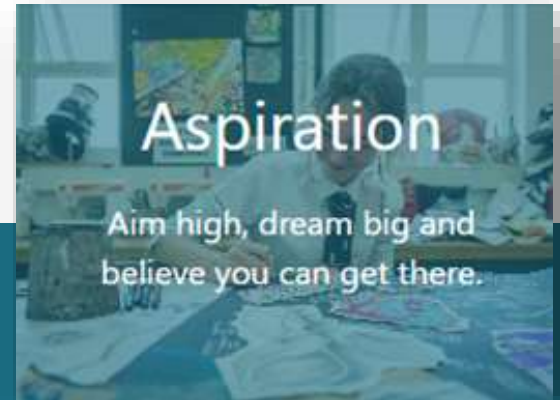 Aspiration
Aim high, dream big and
believe you can get there.